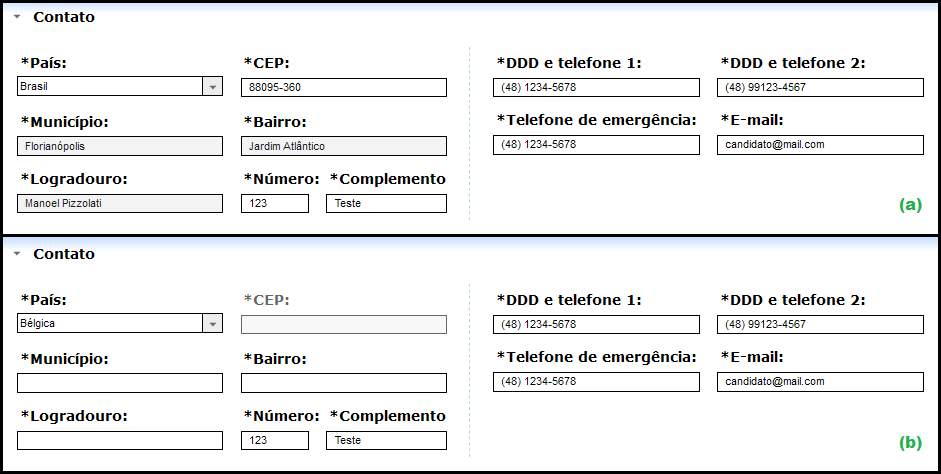 Contato
*País: *CEP: *DDD e telefone 1: *DDD e telefone 2:
Brasil 88095-360 (48) 1234-5678 (48) 99123-4567
*Município: *Bairro: *Telefone de emergência: *E-mail:
Florianópolis Jardim Atlântico (48) 1234-5678 candidato@mail.com
*Logradouro: *Número: *Complemento
Manoel Pizzolati 123 Teste (a)
Contato
*País: *CEP: *DDD e telefone 1: *DDD e telefone 2:
Bélgica (48) 1234-5678 (48) 99123-4567
*Município: *Bairro: *Telefone de emergência: *E-mail:
(48) 1234-5678 candidato@mail.com
*Logradouro: *Número: *Complemento
123 Teste (b)